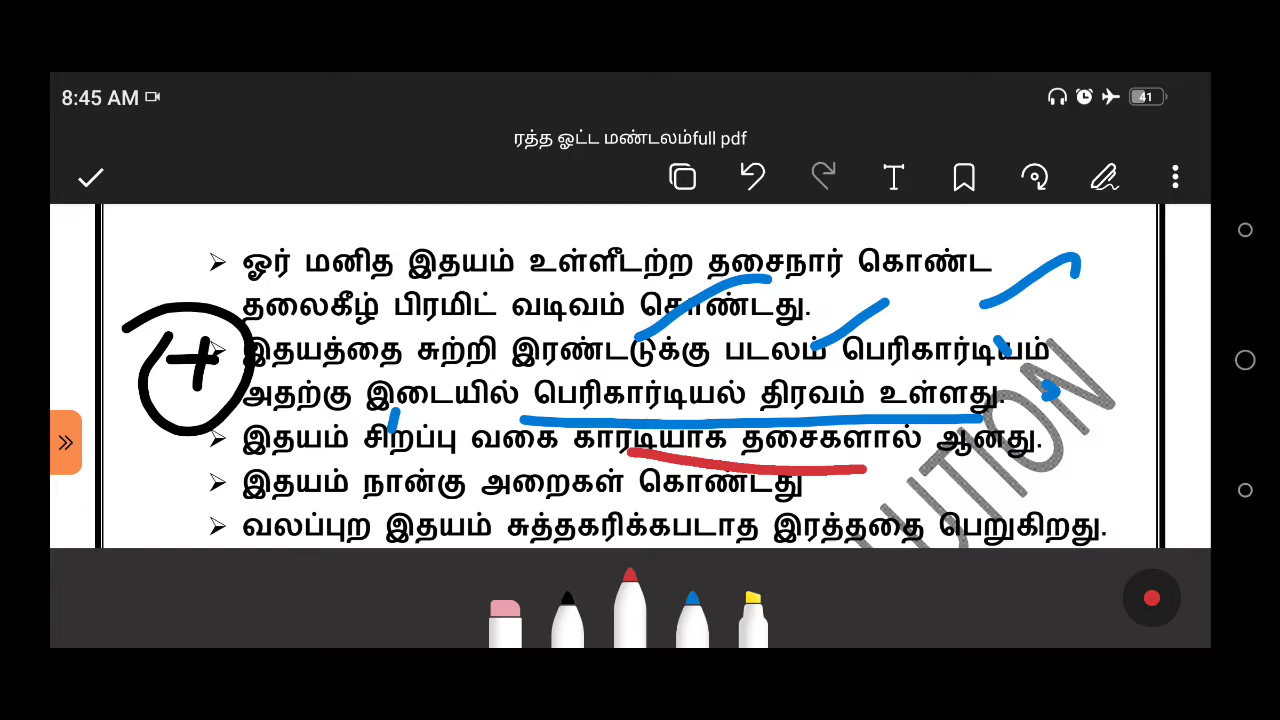 8:45 AM
41
ரத்த ஓட்ட மண்டலம்full pdf
T
➢ ஓர் மனித இதயம் உள்ளீடற்ற தசைநார் கொண்ட
தலைகீழ் பிரமிட் வடிவம் கொண்டது.
➢ இதயத்தை சுற்றி இரண்டடுக்கு படலம் பெரிகார்டியம்
அதற்கு இடையில் பெரிகார்டியல் திரவம் உள்ளது.
➢ இதயம் சிறப்பு வகை கார்டியாக் தசைகளால் ஆனது.
➢ இதயம் நான்கு அறைகள் கொண்டது
➢ வலப்புற இதயம் சுத்தகரிக்கபடாத இரத்ததை பெறுகிறது.
4
UTION